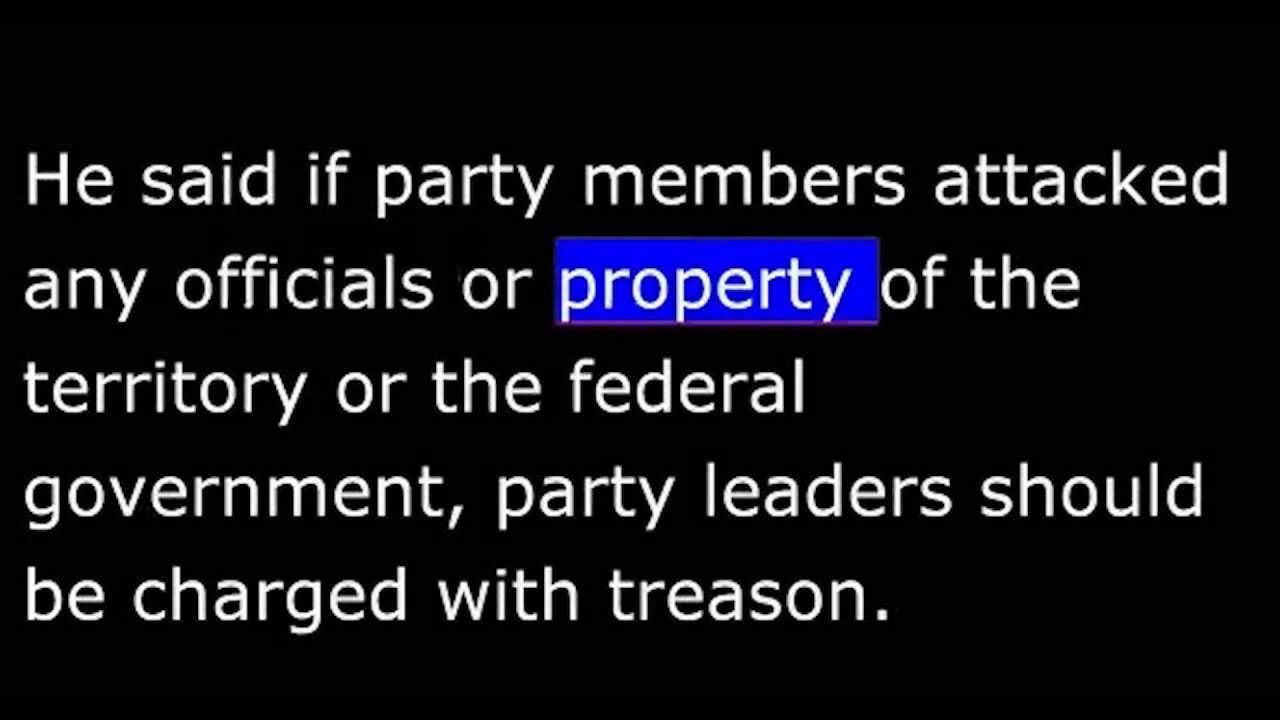 He said if party members attacked
any officials or property of the
territory or the federal
government, party leaders should
be charged with treason.